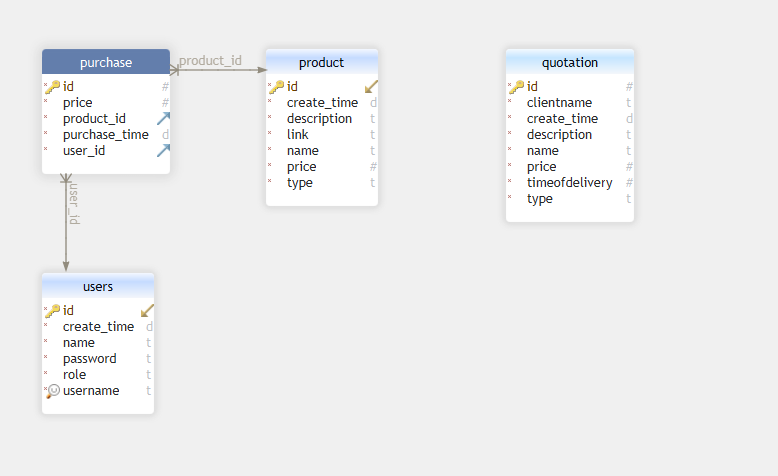 purchase
id #
price #
product_id
purchase_time d
user_id
product_id
product
id
create_time d
description t
link t
name t
price #
type t
quotation
id #
clientname t
create_time d
description t
name t
price #
timeofdelivery #
type t
user_id
users
id
create_time d
name t
password t
role t
username t